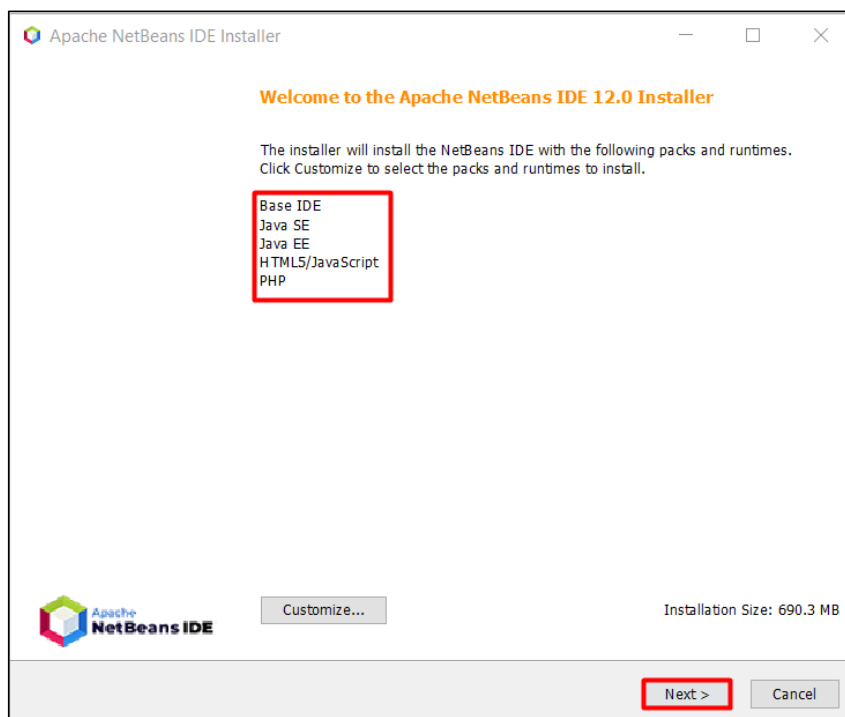 Apache NetBeans IDE Installer
Welcome to the Apache NetBeans IDE 12.0 Installer
The installer will install the NetBeans IDE with the following packs and runtimes.
Click Customize to select the packs and runtimes to install.
Base IDE
Java SE
Java EE
HTML5/JavaScript
PHP
Apache
NetBeans IDE
Customize...
Installation Size: 690.3 MB
Next >
Cancel